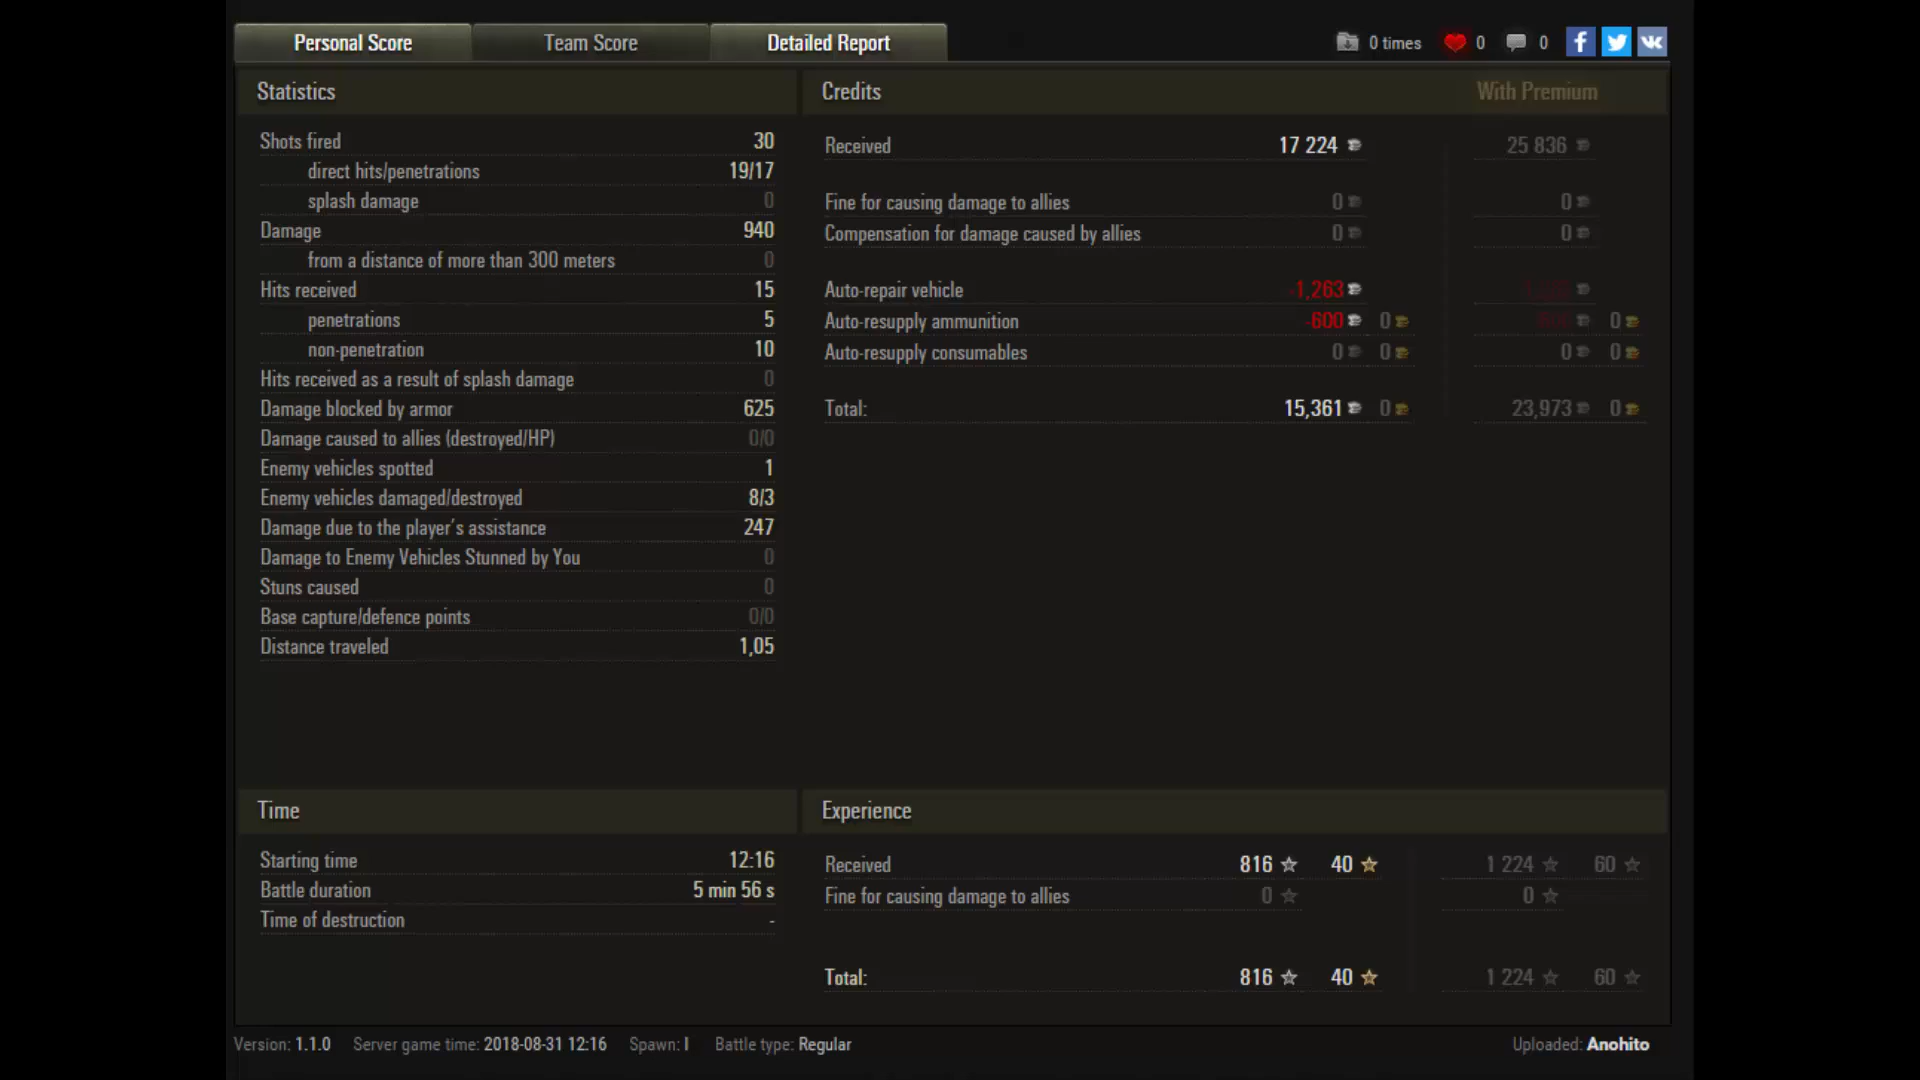 Personal Score Team Score Detailed Report 0 times 0 0
Statistics
Shots fired 30
direct hits/penetrations 19/17
splash damage 0
Damage 940
from a distance of more than 300 meters 0
Hits received 15
penetrations 5
non-penetration 10
Hits received as a result of splash damage 0
Damage blocked by armor 625
Damage caused to allies (destroyed/HP) 0/0
Enemy vehicles spotted 1
Enemy vehicles damaged/destroyed 8/3
Damage due to the player's assistance 247
Damage to Enemy Vehicles Stunned by You 0
Stuns caused 0
Base capture/defence points 0/0
Distance traveled 1,05
Credits With Premium
Received 17 224 25 836
Fine for causing damage to allies 0 0
Compensation for damage caused by allies 0 0
Auto-repair vehicle -1,263
Auto-resupply ammunition -600 0 0
Auto-resupply consumables 0 0 0 0
Total: 15,361 0 23,973 0
Time
Starting time 12:16
Battle duration 5 min 56 s
Time of destruction -
Experience
Received 816 40 1 224 60
Fine for causing damage to allies 0 0
Total: 816 40 1 224 60
Version: 1.1.0 Server game time: 2018-08-31 12:16 Spawn: I Battle type: Regular Uploaded: Anohito